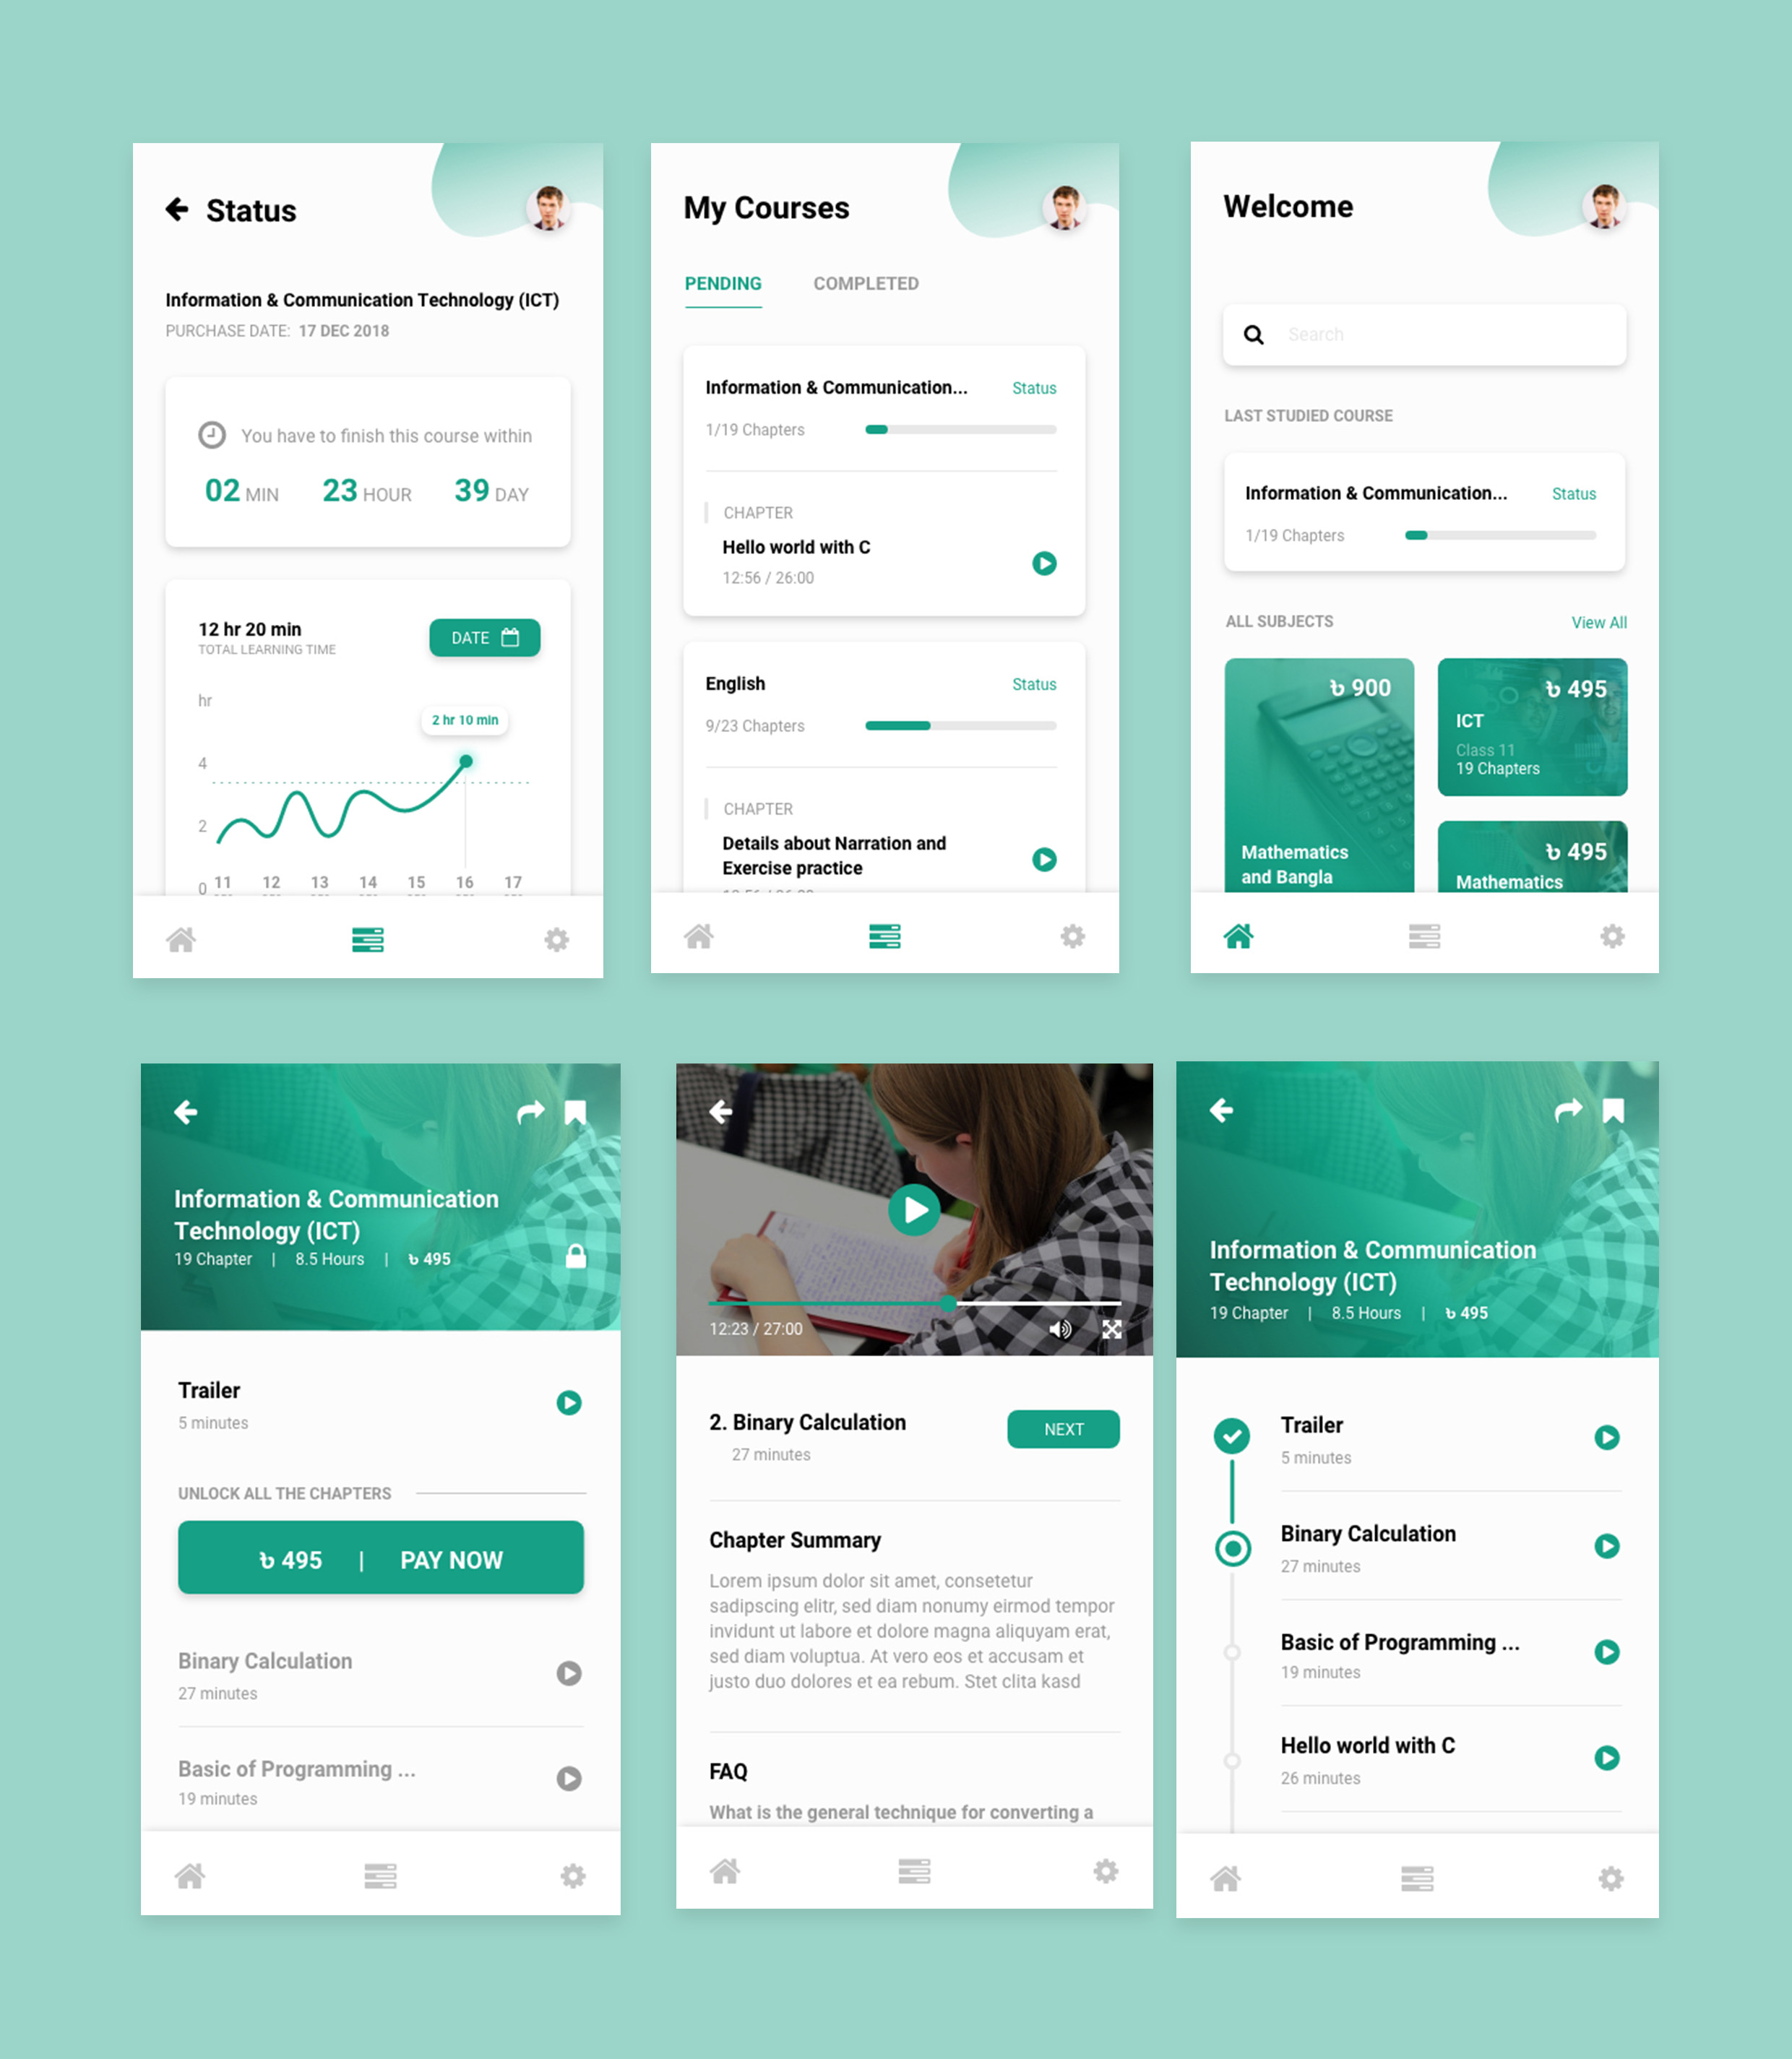 Status
Information & Communication Technology (ICT)
PURCHASE DATE: 17 DEC 2018
You have to finish this course within
02 MIN 23 HOUR 39 DAY
12 hr 20 min
TOTAL LEARNING TIME
DATE
hr
2 hr 10 min
4
2
0 11 12 13 14 15 16 17
My Courses
PENDING COMPLETED
Information & Communication... Status
1/19 Chapters
CHAPTER
Hello world with C
12:56 / 26:00
English Status
9/23 Chapters
CHAPTER
Details about Narration and
Exercise practice
Welcome
Search
LAST STUDIED COURSE
Information & Communication... Status
1/19 Chapters
ALL SUBJECTS View All
৳ 900
Mathematics
and Bangla
৳ 495
ICT
Class 11
19 Chapters
৳ 495
Mathematics
Information & Communication
Technology (ICT)
19 Chapter | 8.5 Hours | ৳ 495
Trailer
5 minutes
UNLOCK ALL THE CHAPTERS
৳ 495 | PAY NOW
Binary Calculation
27 minutes
Basic of Programming ...
19 minutes
12:23 / 27:00
2. Binary Calculation NEXT
27 minutes
Chapter Summary
Lorem ipsum dolor sit amet, consetetur
sadipscing elitr, sed diam nonumy eirmod tempor
invidunt ut labore et dolore magna aliquyam erat,
sed diam voluptua. At vero eos et accusam et
justo duo dolores et ea rebum. Stet clita kasd
FAQ
What is the general technique for converting a
Information & Communication
Technology (ICT)
19 Chapter | 8.5 Hours | ৳ 495
Trailer
5 minutes
Binary Calculation
27 minutes
Basic of Programming ...
19 minutes
Hello world with C
26 minutes